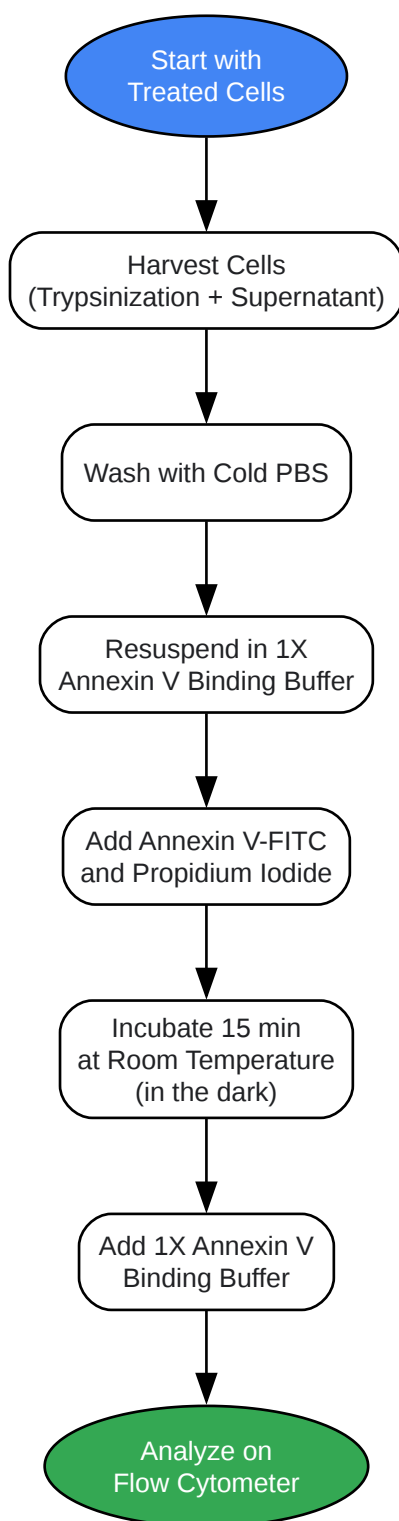 Start with
Treated Cells
Harvest Cells
(Trypsinization + Supernatant)
Wash with Cold PBS
Resuspend in 1X
Annexin V Binding Buffer
Add Annexin V-FITC
and Propidium Iodide
Incubate 15 min
at Room Temperature
(in the dark)
Add 1X Annexin V
Binding Buffer
Analyze on
Flow Cytometer